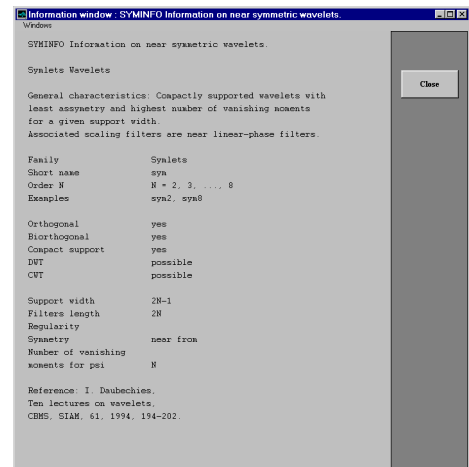 Information window : SYMINFO Information on near symmetric wavelets.
Windows
SYMINFO Information on near symmetric wavelets.
Symlets Wavelets
General characteristics: Compactly supported wavelets with
least assymetry and highest number of vanishing moments
for a given support width.
Associated scaling filters are near linear-phase filters.
Family Symlets
Short name sym
Order N N = 2, 3, ..., 8
Examples sym2, sym8
Orthogonal yes
Biorthogonal yes
Compact support yes
DWT possible
CWT possible
Support width 2N-1
Filters length 2N
Regularity
Symmetry near from
Number of vanishing
moments for psi N
Reference: I. Daubechies,
Ten lectures on wavelets,
CBMS, SIAM, 61, 1994, 194-202.
Close